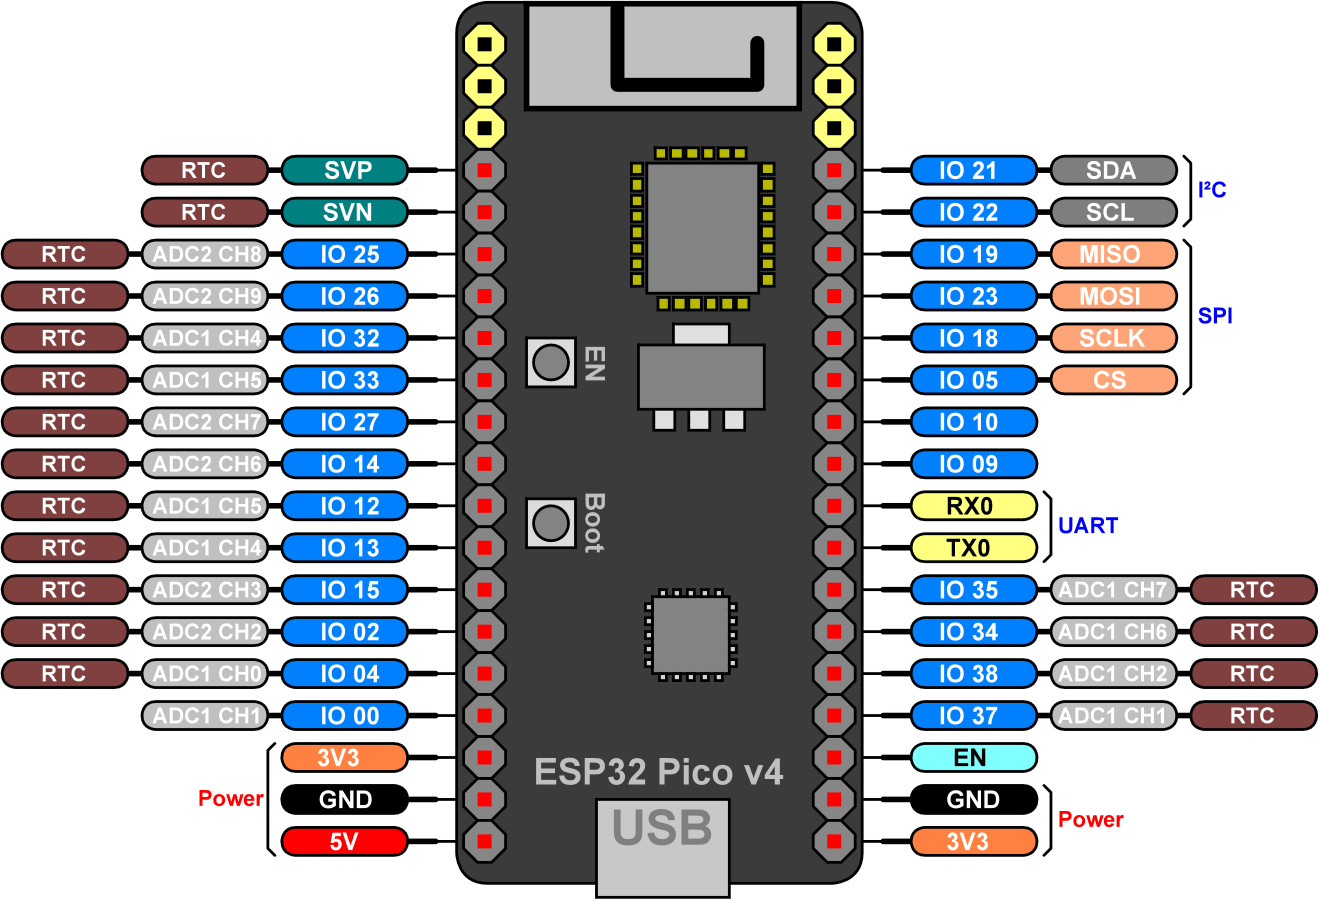 RTC SVP IO 21 SDA
RTC SVN IO 22 SCL
I²C
RTC ADC2 CH8 IO 25 IO 19 MISO
RTC ADC2 CH9 IO 26 IO 23 MOSI
SPI
RTC ADC1 CH4 IO 32 IO 18 SCLK
RTC ADC1 CH5 IO 33 EN IO 05 CS
RTC ADC2 CH7 IO 27 IO 10
RTC ADC2 CH6 IO 14 IO 09
RTC ADC1 CH5 IO 12 Boot RX0
UART
RTC ADC1 CH4 IO 13 TX0
RTC ADC2 CH3 IO 15 IO 35 ADC1 CH7 RTC
RTC ADC2 CH2 IO 02 IO 34 ADC1 CH6 RTC
RTC ADC1 CH0 IO 04 IO 38 ADC1 CH2 RTC
ADC1 CH1 IO 00 IO 37 ADC1 CH1 RTC
3V3 ESP32 Pico v4 EN
Power GND GND
USB Power
5V 3V3